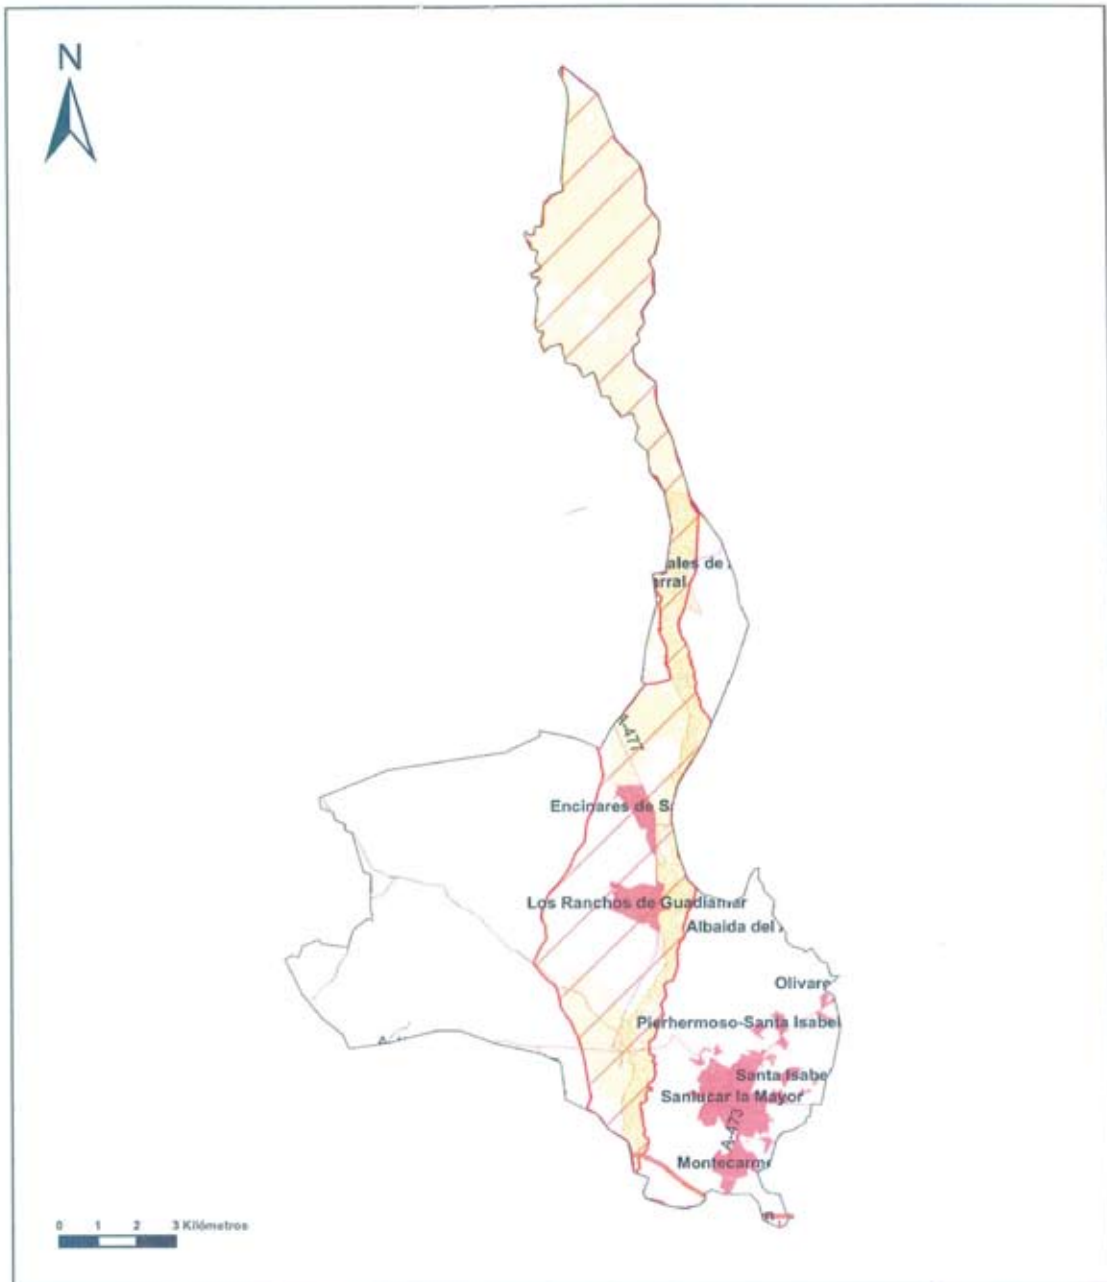 N
ales de
arral
A-477
Encinares de S
Los Ranchos de Guadiamar
Albaida del
Olivare
Pierhermoso-Santa Isabel
Santa Isabe
Sanlucar la Mayor
A-473
Montecarm
0 1 2 3 Kilómetros